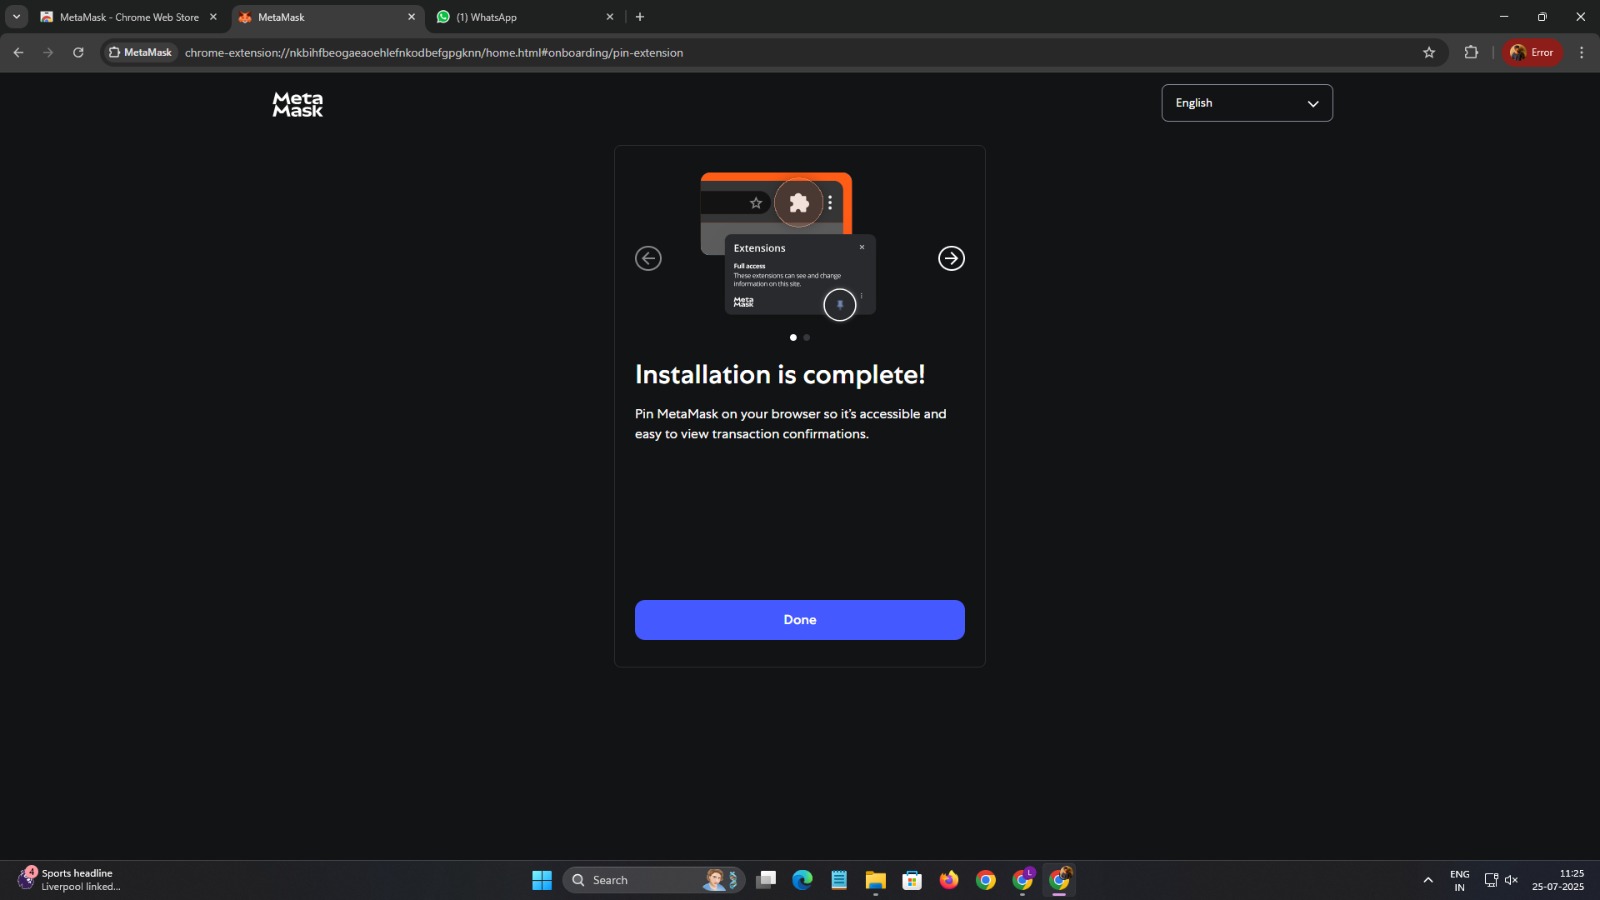 MetaMask - Chrome Web Store
MetaMask
(1) WhatsApp
MetaMask
chrome-extension://nkbihfbeogaeaoehlefnkodbefgpgknn/home.html#onboarding/pin-extension
Error
Meta
Mask
English
Extensions
Full access
These extensions can see and change
information on this site.
Meta
Mask
Installation is complete!
Pin MetaMask on your browser so it's accessible and
easy to view transaction confirmations.
Done
4
Sports headline
Liverpool linked...
Search
L
ENG
IN
11:25
25-07-2025